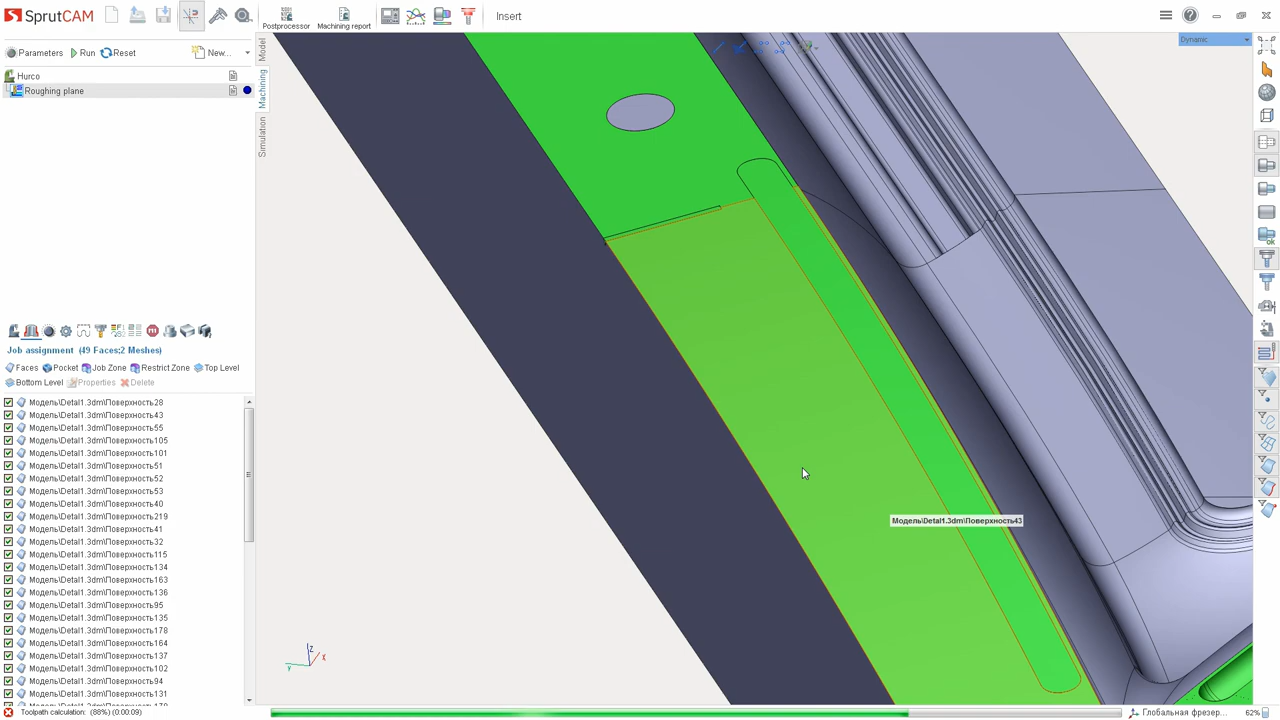 SprutCAM
Postprocessor
Machining report
Insert
Parameters
Run
Reset
New...
Dynamic
Hurco
Roughing plane
Model
Machining
Simulation
Job assignment (49 Faces;2 Meshes)
Faces
Pocket
Job Zone
Restrict Zone
Top Level
Bottom Level
Properties
Delete
Модель\Detal1.3dm\Поверхность28
Модель\Detal1.3dm\Поверхность43
Модель\Detal1.3dm\Поверхность55
Модель\Detal1.3dm\Поверхность105
Модель\Detal1.3dm\Поверхность101
Модель\Detal1.3dm\Поверхность51
Модель\Detal1.3dm\Поверхность52
Модель\Detal1.3dm\Поверхность53
Модель\Detal1.3dm\Поверхность40
Модель\Detal1.3dm\Поверхность219
Модель\Detal1.3dm\Поверхность41
Модель\Detal1.3dm\Поверхность32
Модель\Detal1.3dm\Поверхность115
Модель\Detal1.3dm\Поверхность134
Модель\Detal1.3dm\Поверхность163
Модель\Detal1.3dm\Поверхность136
Модель\Detal1.3dm\Поверхность95
Модель\Detal1.3dm\Поверхность135
Модель\Detal1.3dm\Поверхность178
Модель\Detal1.3dm\Поверхность164
Модель\Detal1.3dm\Поверхность137
Модель\Detal1.3dm\Поверхность102
Модель\Detal1.3dm\Поверхность94
Модель\Detal1.3dm\Поверхность131
Модель\Detal1.3dm\Поверхность43
Z
X
Y
Toolpath calculation: (88%) (0:00:09)
Глобальная фрезер...
62%